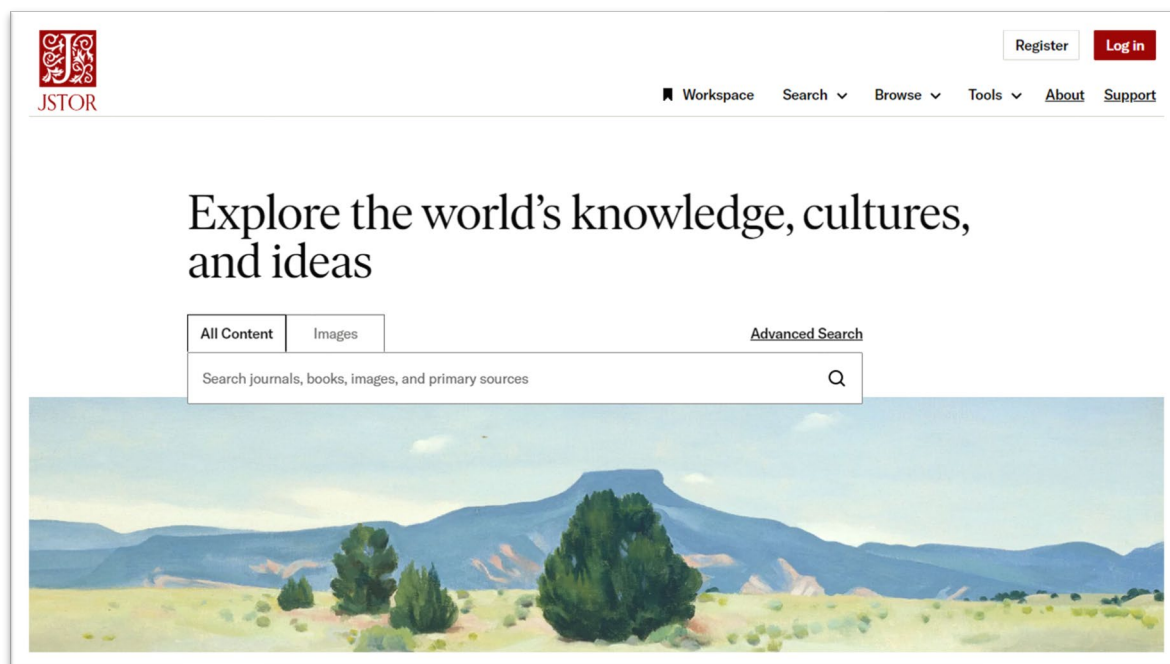 J
JSTOR
Register
Log in
Workspace
Search
Browse
Tools
About
Support
Explore the world’s knowledge, cultures,
and ideas
All Content
Images
Advanced Search
Search journals, books, images, and primary sources